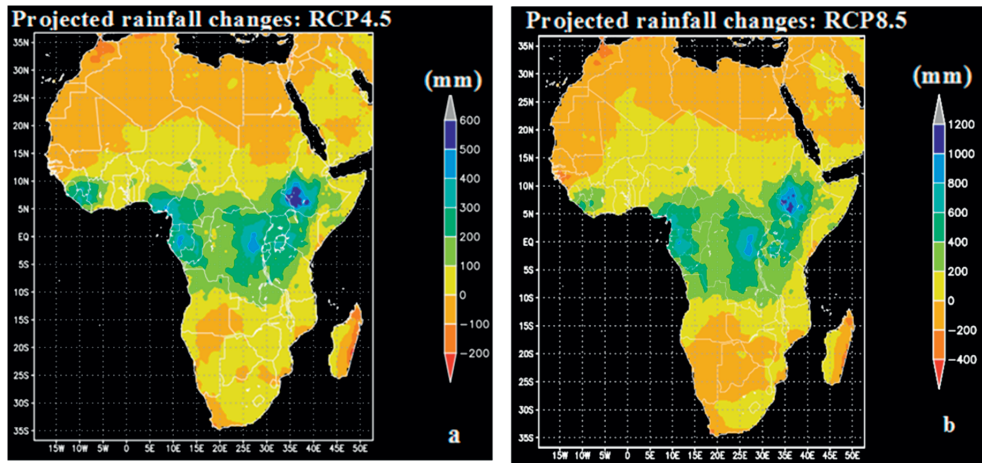 Projected rainfall changes: RCP4.5
(mm)
35N
30N
25N
20N
15N
10N
5N
EQ
5S
10S
15S
20S
25S
30S
35S
15W 10W 5W 0 5E 10E 15E 20E 25E 30E 35E 40E 45E 50E
600
500
400
300
200
100
0
-100
-200
a
Projected rainfall changes: RCP8.5
(mm)
35N
30N
25N
20N
15N
10N
5N
EQ
5S
10S
15S
20S
25S
30S
35S
15W 10W 5W 0 5E 10E 15E 20E 25E 30E 35E 40E 45E 50E
1200
1000
800
600
400
200
0
-200
-400
b